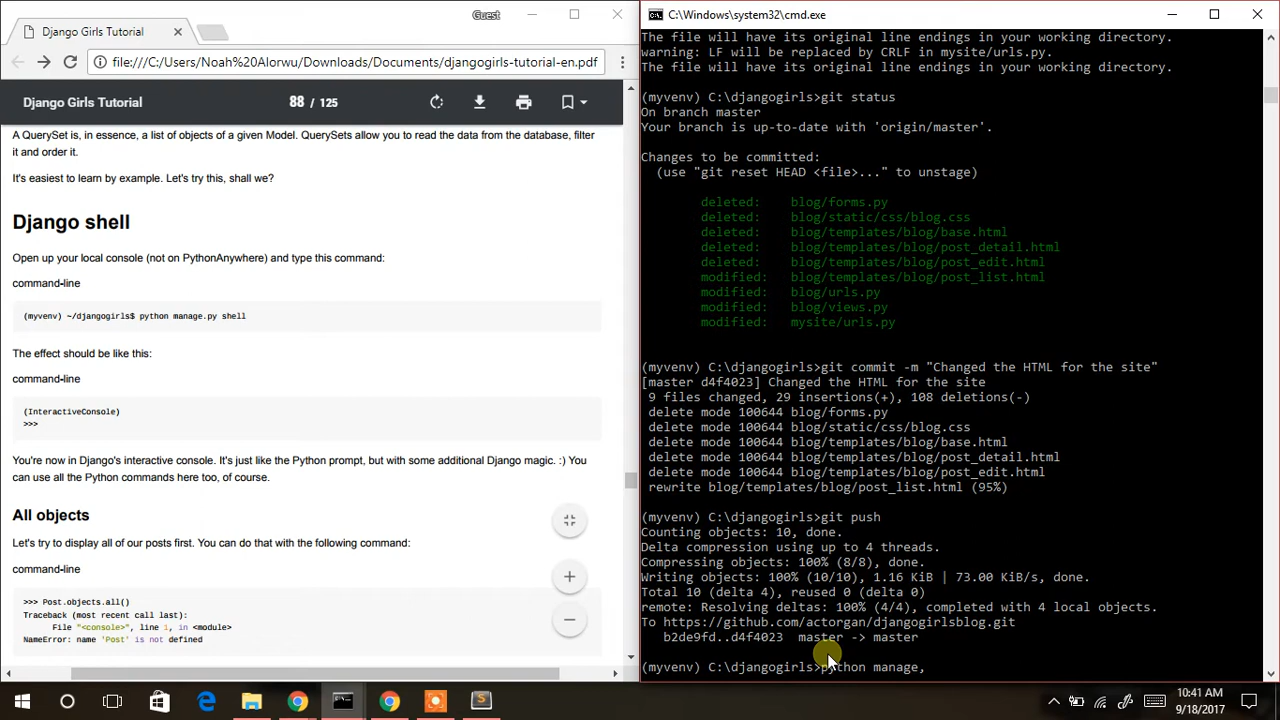 Guest
Django Girls Tutorial
file:///C:/Users/Noah%20Alorwu/Downloads/Documents/djangogirls-tutorial-en.pdf
Django Girls Tutorial
88 / 125
A QuerySet is, in essence, a list of objects of a given Model. QuerySets allow you to read the data from the database, filter
it and order it.
It's easiest to learn by example. Let's try this, shall we?
Django shell
Open up your local console (not on PythonAnywhere) and type this command:
command-line
(myvenv) ~/djangogirls$ python manage.py shell
The effect should be like this:
command-line
(InteractiveConsole)
>>>
You're now in Django's interactive console. It's just like the Python prompt, but with some additional Django magic. :) You
can use all the Python commands here too, of course.
All objects
Let's try to display all of our posts first. You can do that with the following command:
command-line
>>> Post.objects.all()
Traceback (most recent call last):
File "<console>", line 1, in <module>
NameError: name 'Post' is not defined
C:\Windows\system32\cmd.exe
The file will have its original line endings in your working directory.
warning: LF will be replaced by CRLF in mysite/urls.py.
The file will have its original line endings in your working directory.
(myvenv) C:\djangogirls>git status
On branch master
Your branch is up-to-date with 'origin/master'.
Changes to be committed:
(use "git reset HEAD <file>..." to unstage)
deleted: blog/forms.py
deleted: blog/static/css/blog.css
deleted: blog/templates/blog/base.html
deleted: blog/templates/blog/post_detail.html
deleted: blog/templates/blog/post_edit.html
modified: blog/templates/blog/post_list.html
modified: blog/urls.py
modified: blog/views.py
modified: mysite/urls.py
(myvenv) C:\djangogirls>git commit -m "Changed the HTML for the site"
[master d4f4023] Changed the HTML for the site
9 files changed, 29 insertions(+), 108 deletions(-)
delete mode 100644 blog/forms.py
delete mode 100644 blog/static/css/blog.css
delete mode 100644 blog/templates/blog/base.html
delete mode 100644 blog/templates/blog/post_detail.html
delete mode 100644 blog/templates/blog/post_edit.html
rewrite blog/templates/blog/post_list.html (95%)
(myvenv) C:\djangogirls>git push
Counting objects: 10, done.
Delta compression using up to 4 threads.
Compressing objects: 100% (8/8), done.
Writing objects: 100% (10/10), 1.16 KiB | 73.00 KiB/s, done.
Total 10 (delta 4), reused 0 (delta 0)
remote: Resolving deltas: 100% (4/4), completed with 4 local objects.
To https://github.com/actorgan/djangogirlsblog.git
b2de9fd..d4f4023 master -> master
(myvenv) C:\djangogirls>python manage,
10:41 AM
9/18/2017